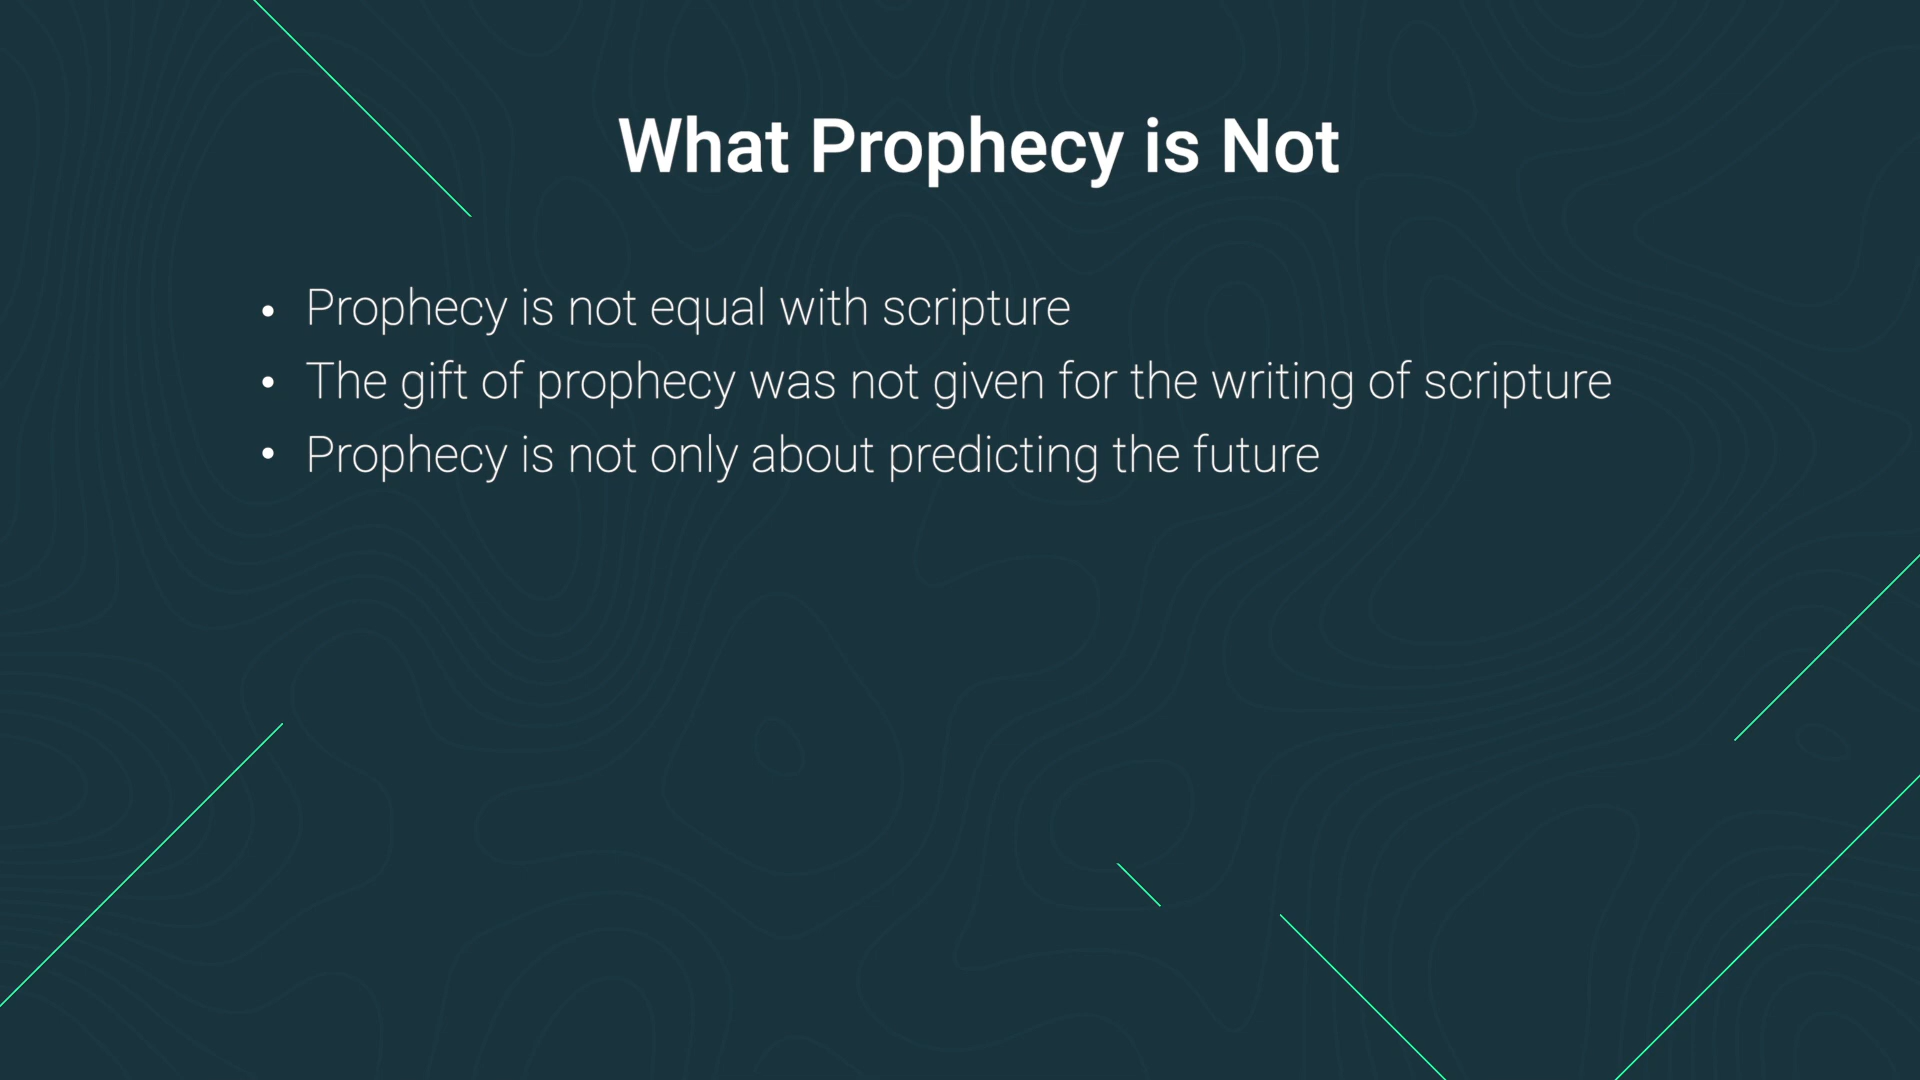 What Prophecy is Not
• Prophecy is not equal with scripture
• The gift of prophecy was not given for the writing of scripture
• Prophecy is not only about predicting the future